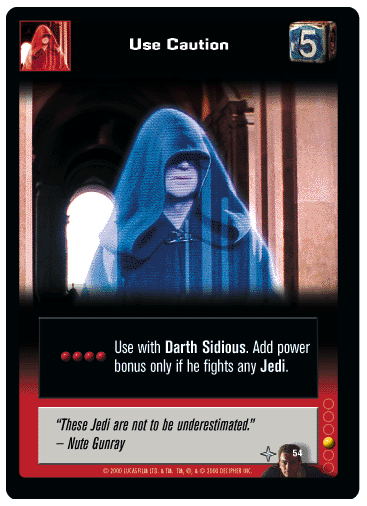 Use Caution
5
Use with Darth Sidious. Add power
bonus only if he fights any Jedi.
“These Jedi are not to be underestimated.”
– Nute Gunray
54
© 2000 LUCASFILM LTD. & TM. TM, ®, & © 2000 DECIPHER INC.